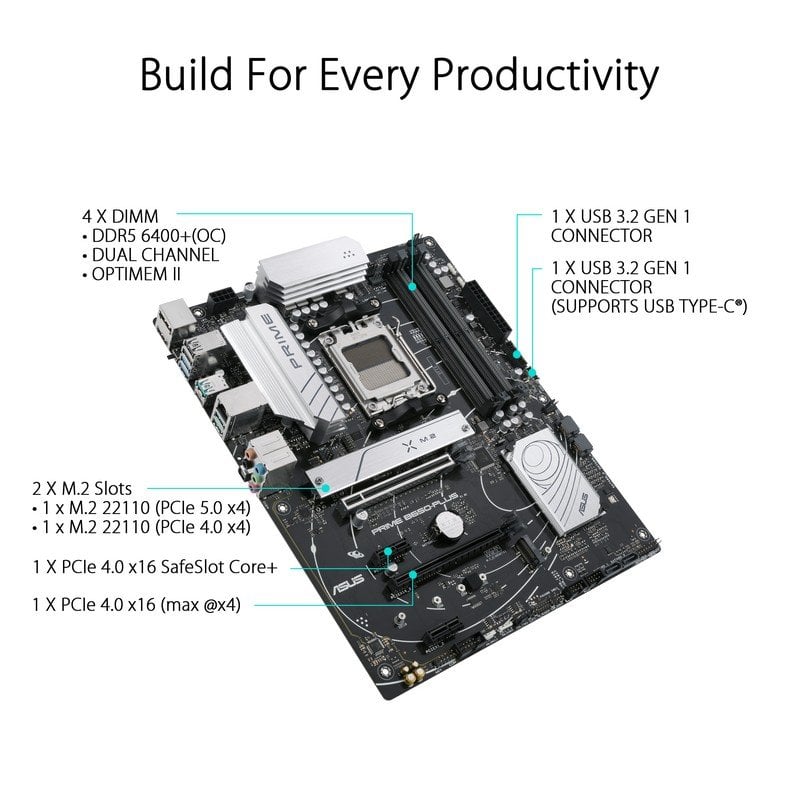 Build For Every Productivity
4 X DIMM
• DDR5 6400+(OC)
• DUAL CHANNEL
• OPTIMEM II
1 X USB 3.2 GEN 1
CONNECTOR
1 X USB 3.2 GEN 1
CONNECTOR
(SUPPORTS USB TYPE-C®)
2 X M.2 Slots
• 1 x M.2 22110 (PCIe 5.0 x4)
• 1 x M.2 22110 (PCIe 4.0 x4)
1 X PCIe 4.0 x16 SafeSlot Core+
1 X PCIe 4.0 x16 (max @x4)
PRIME
X M.2
PRIME B650-PLUS
ASUS
ASUS